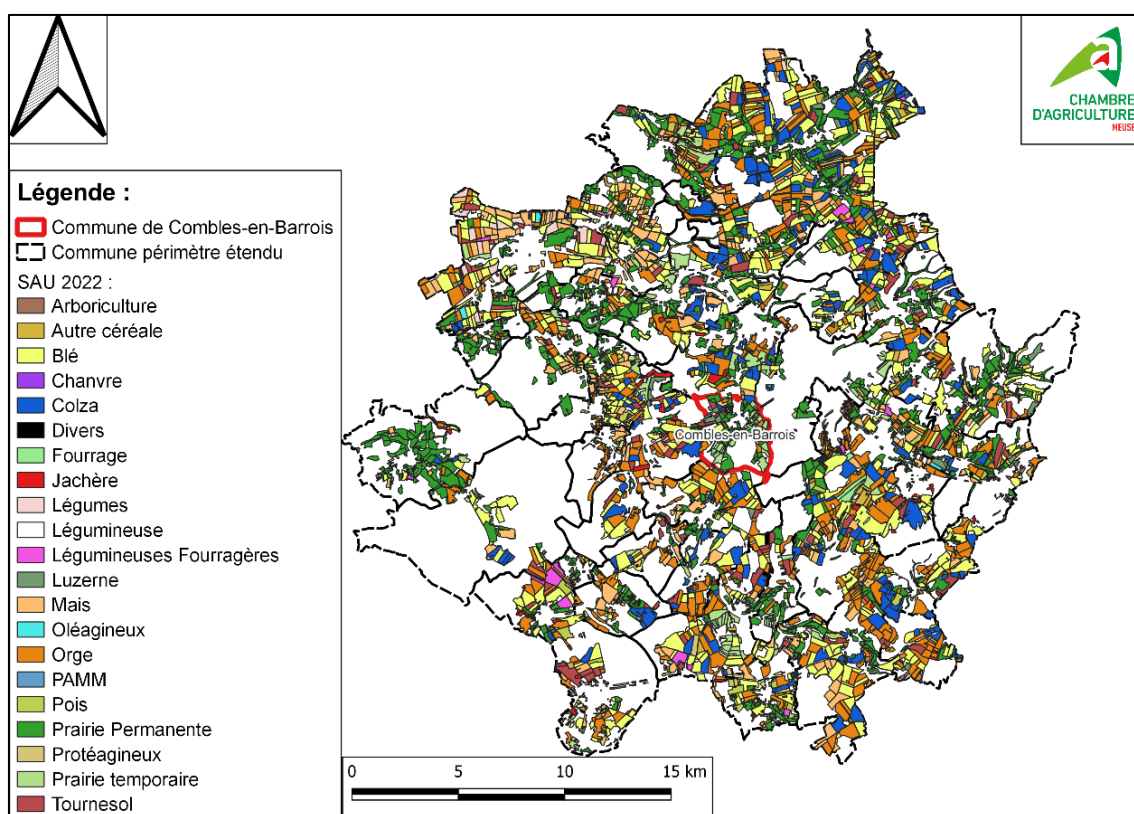 CHAMBRE
D'AGRICULTURE
MEUSE
Légende :
Commune de Combles-en-Barrois
Commune périmètre étendu
SAU 2022 :
Arboriculture
Autre céréale
Blé
Chanvre
Colza
Divers
Fourrage
Jachère
Légumes
Légumineuse
Légumineuses Fourragères
Luzerne
Mais
Oléagineux
Orge
PAMM
Pois
Prairie Permanente
Protéagineux
Prairie temporaire
Tournesol
Combles-en-Barrois
0 5 10 15 km